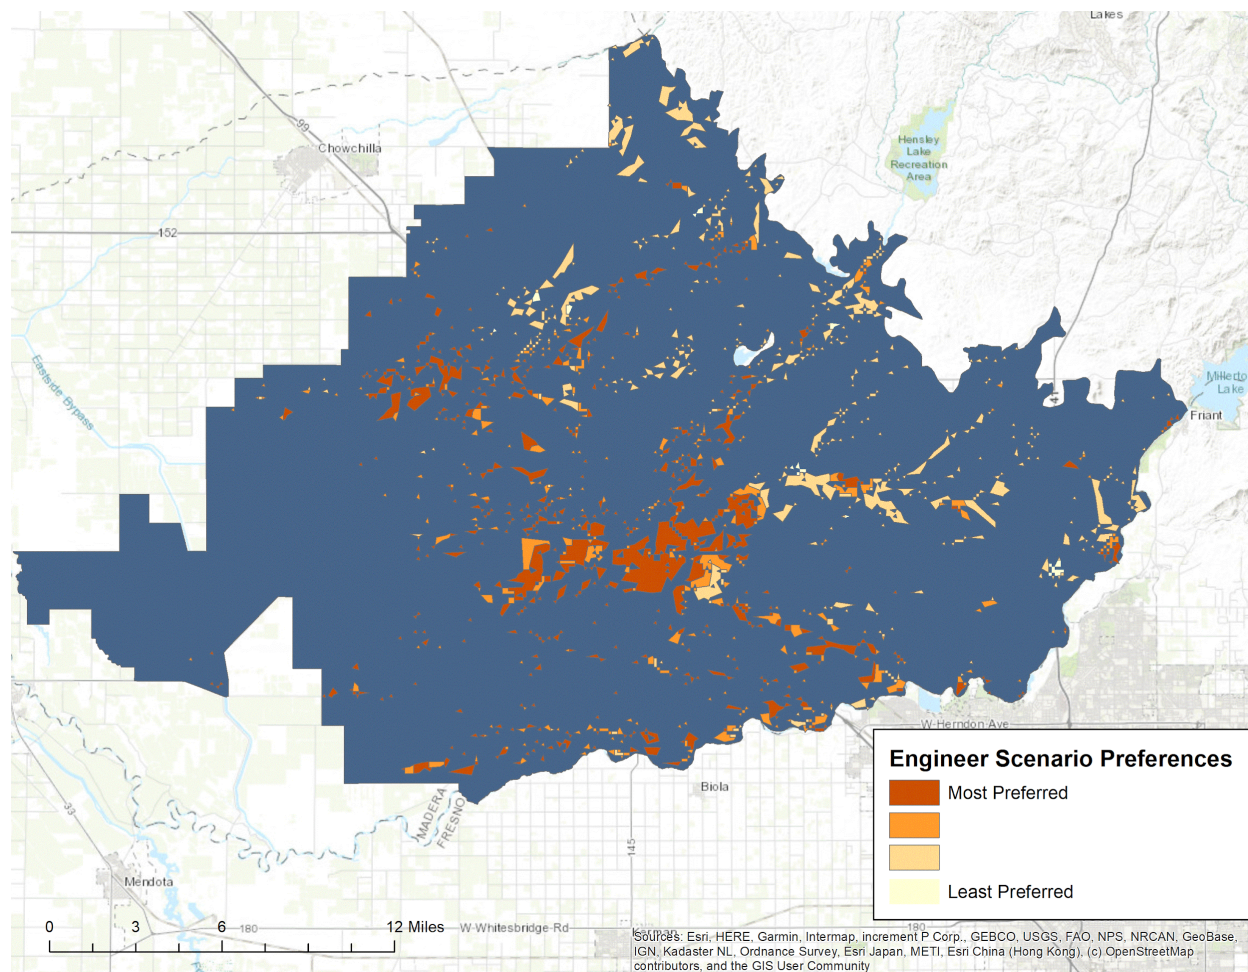 Lakes
99
Chowchilla
Hensley
Lake
Recreation
Area
152
Eastside Bypass
41
Millerto
Lake
Friant
W Herndon-Ave
Biola
MADERA
FRESNO
33
145
Mendota
180
W Whitesbridge-Rd
Kerman
180
0 3 6 12 Miles
Engineer Scenario Preferences
Most Preferred
Least Preferred
Sources: Esri, HERE, Garmin, Intermap, increment P Corp., GEBCO, USGS, FAO, NPS, NRCAN, GeoBase,
IGN, Kadaster NL, Ordnance Survey, Esri Japan, METI, Esri China (Hong Kong), (c) OpenStreetMap
contributors, and the GIS User Community